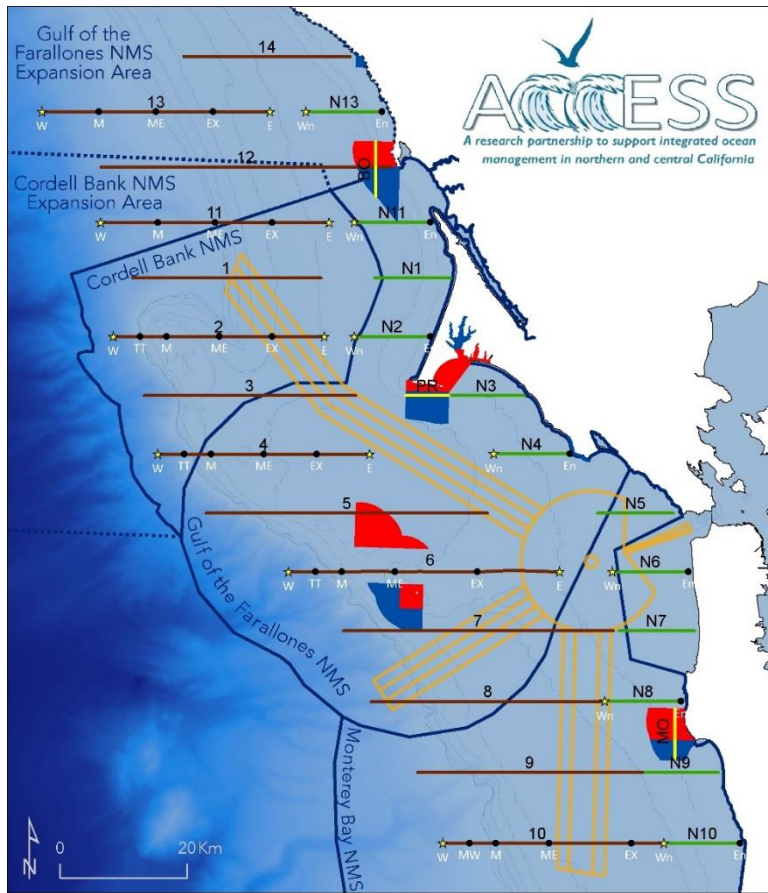 Gulf of the
Farallones NMS
Expansion Area
14
ACCESS
A research partnership to support integrated ocean
management in northern and central California
13
N13
W M ME EX E Wn En
12
BO
Cordell Bank NMS
Expansion Area
11
N11
W M ME EX E Wn En
Cordell Bank NMS
1
N1
2
N2
W TT M ME EX E Wn E
3
PR
N3
4
N4
W TT M ME EX E Wn En
5
N5
Gulf of the Farallones NMS
6
N6
W TT M ME EX E Wn En
7
N7
8
N8
Wn En
MO
Monterey Bay NMS
9
N9
10
N10
W MW M ME EX Wn En
N
0 20 Km